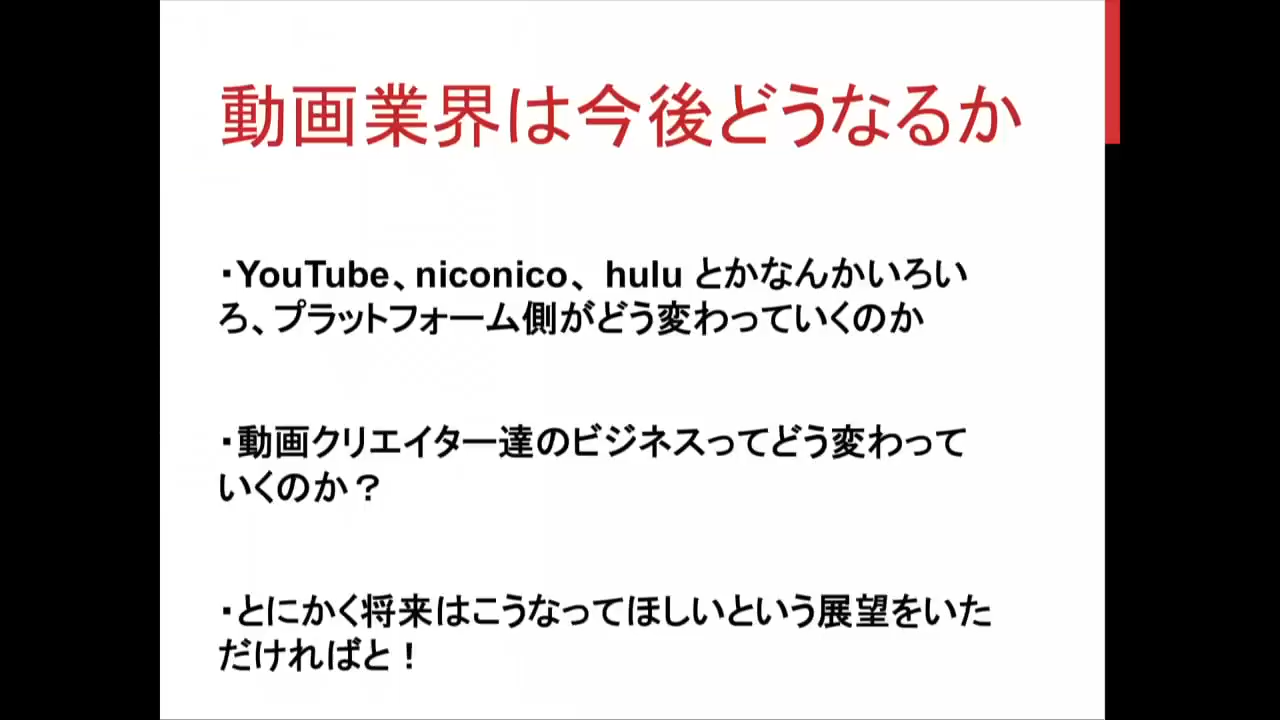 動画業界は今後どうなるか
・YouTube、niconico、 hulu とかなんかいろい
ろ、プラットフォーム側がどう変わっていくのか
・動画クリエイター達のビジネスってどう変わって
いくのか？
・とにかく将来はこうなってほしいという展望をいた
だければと！